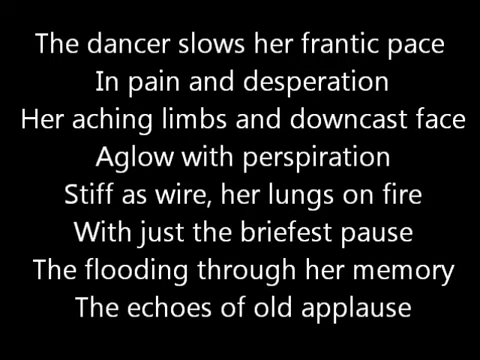 The dancer slows her frantic pace
In pain and desperation
Her aching limbs and downcast face
Aglow with perspiration
Stiff as wire, her lungs on fire
With just the briefest pause
The flooding through her memory
The echoes of old applause